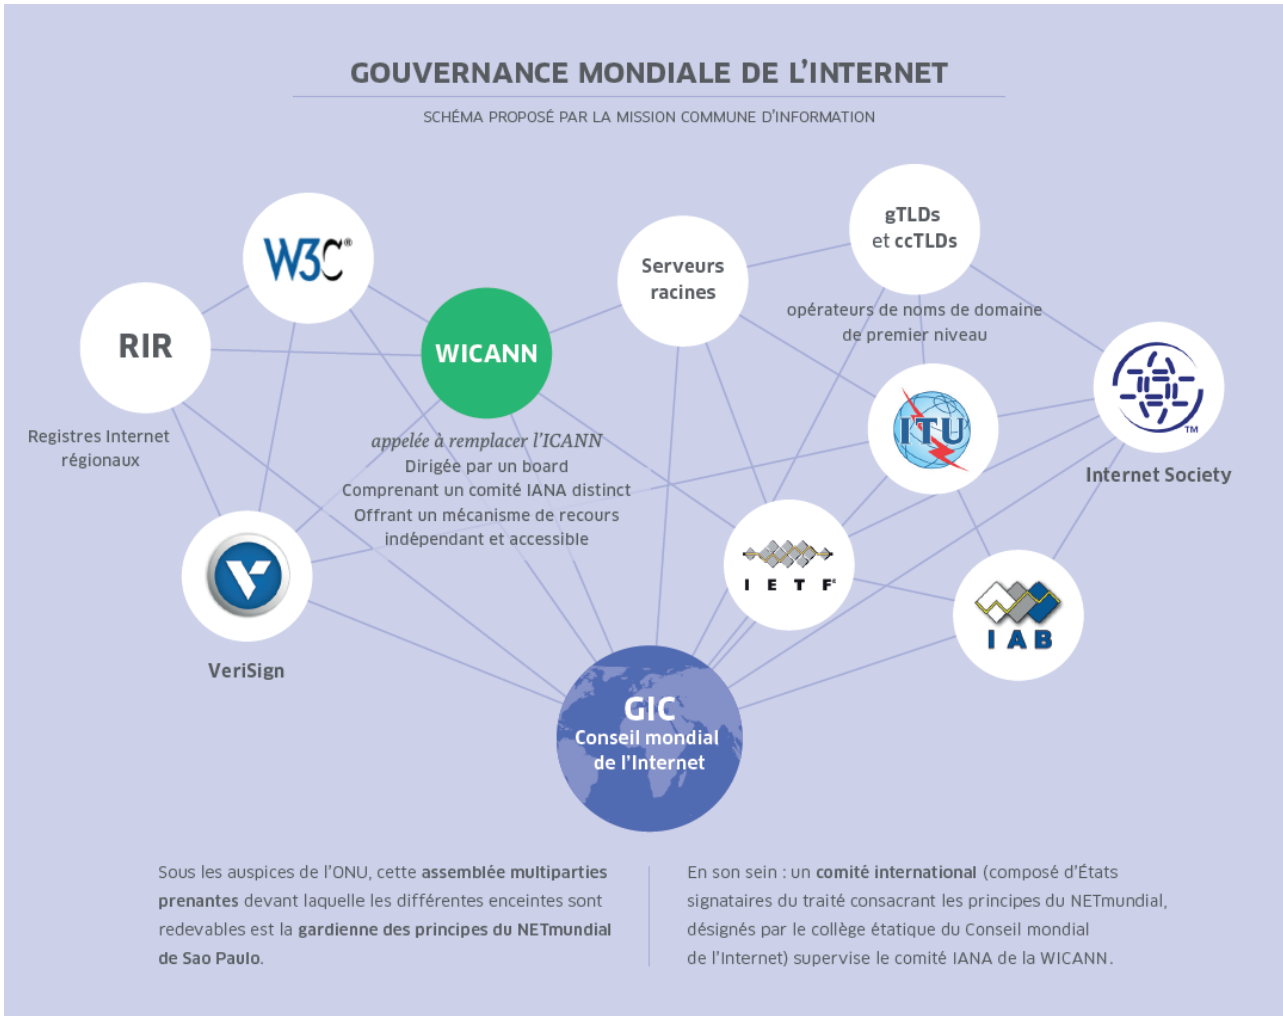 GOUVERNANCE MONDIALE DE L’INTERNET
SCHÉMA PROPOSÉ PAR LA MISSION COMMUNE D’INFORMATION
W3C®
RIR
Registres Internet
régionaux
WICANN
appelée à remplacer l’ICANN
Dirigée par un board
Comprenant un comité IANA distinct
Offrant un mécanisme de recours
indépendant et accessible
Serveurs
racines
gTLDs
et ccTLDs
opérateurs de noms de domaine
de premier niveau
ITU
TM
Internet Society
VeriSign
IETF®
IAB
GIC
Conseil mondial
de l’Internet
Sous les auspices de l’ONU, cette assemblée multiparties
prenantes devant laquelle les différentes enceintes sont
redevables est la gardienne des principes du NETmundial
de Sao Paulo.
En son sein : un comité international (composé d’États
signataires du traité consacrant les principes du NETmundial,
désignés par le collège étatique du Conseil mondial
de l’Internet) supervise le comité IANA de la WICANN.